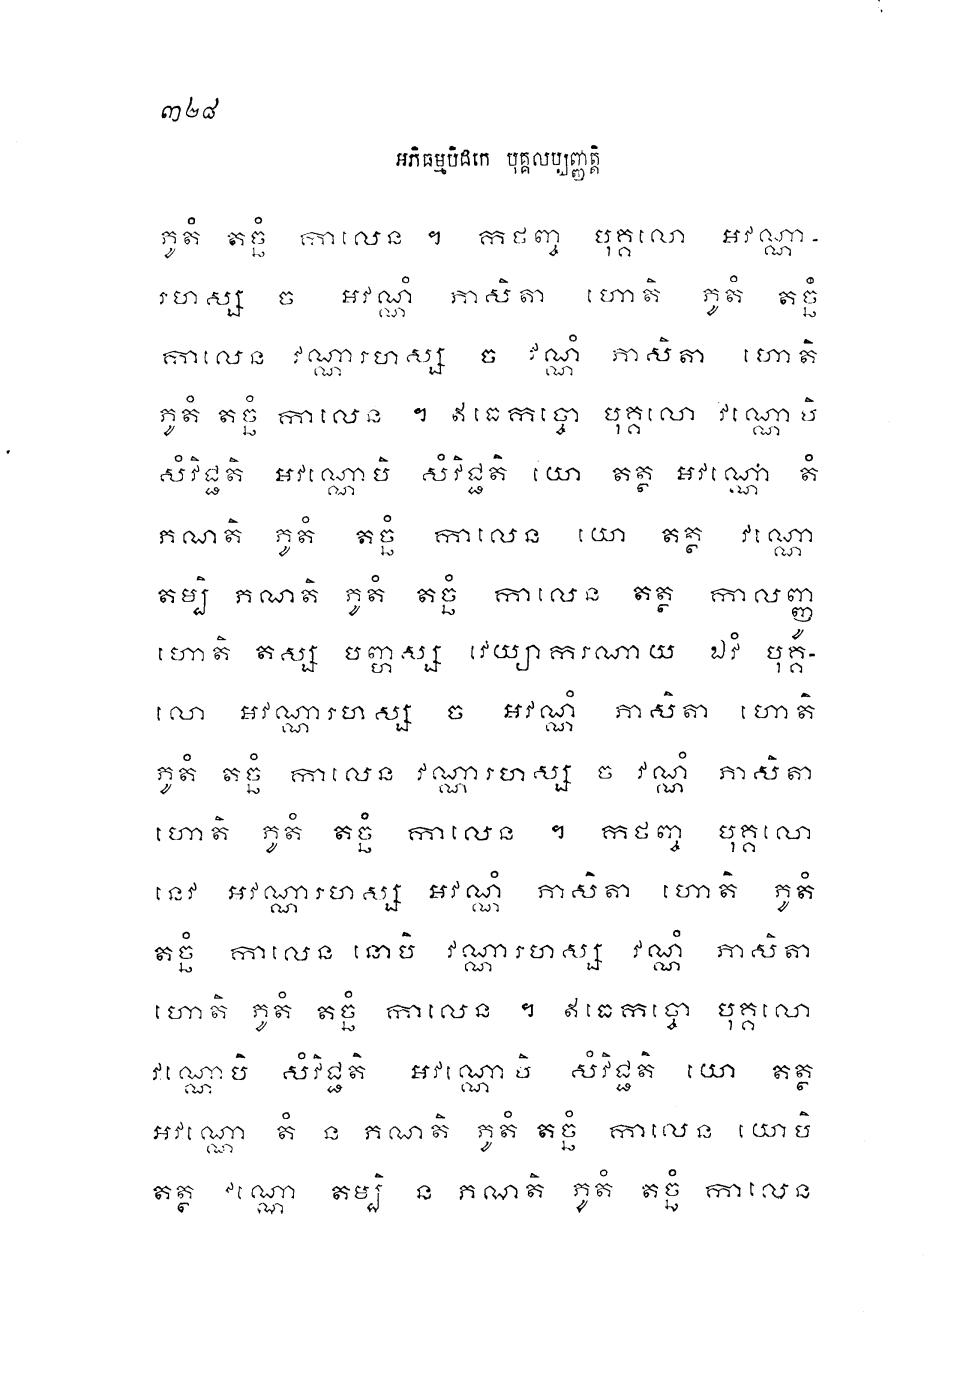 ៣២៨
អភិធម្មបិដកេ បុគ្គលប្បញ្ញត្តិ
ភូតំ តច្ឆំ កាលេន ។ កថញ្ច បុគ្គលោ អវណ្ណា-
រហស្ស ច អវណ្ណំ ភាសិតា ហោតិ ភូតំ តច្ឆំ
កាលេន វណ្ណារហស្ស ច វណ្ណំ ភាសិតា ហោតិ
ភូតំ តច្ឆំ កាលេន ។ ឥធេកច្ចោ បុគ្គលោ វណ្ណោបិ
សំវិជ្ជតិ អវណ្ណោបិ សំវិជ្ជតិ យោ តត្ថ អវណ្ណោ តំ
ភណតិ ភូតំ តច្ឆំ កាលេន យោ តត្ថ វណ្ណោ
តម្បិ ភណតិ ភូតំ តច្ឆំ កាលេន តត្ថ កាលញ្ញូ
ហោតិ តស្ស បញ្ហស្ស វេយ្យាករណាយ ឯវំ បុគ្គ-
លោ អវណ្ណារហស្ស ច អវណ្ណំ ភាសិតា ហោតិ
ភូតំ តច្ឆំ កាលេន វណ្ណារហស្ស ច វណ្ណំ ភាសិតា
ហោតិ ភូតំ តច្ឆំ កាលេន ។ កថញ្ច បុគ្គលោ
នេវ អវណ្ណារហស្ស អវណ្ណំ ភាសិតា ហោតិ ភូតំ
តច្ឆំ កាលេន នោបិ វណ្ណារហស្ស វណ្ណំ ភាសិតា
ហោតិ ភូតំ តច្ឆំ កាលេន ។ ឥធេកច្ចោ បុគ្គលោ
វណ្ណោបិ សំវិជ្ជតិ អវណ្ណោបិ សំវិជ្ជតិ យោ តត្ថ
អវណ្ណោ តំ ន ភណតិ ភូតំ តច្ឆំ កាលេន យោបិ
តត្ថ វណ្ណោ តម្បិ ន ភណតិ ភូតំ តច្ឆំ កាលេន